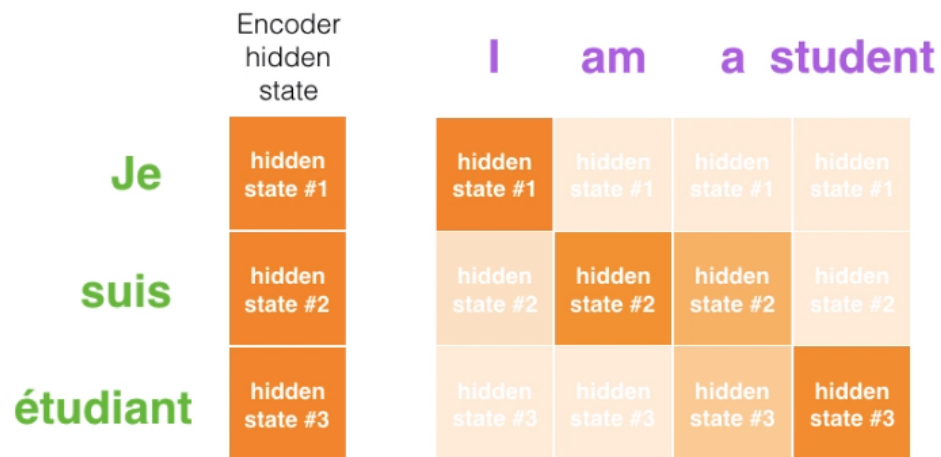 Encoder
hidden
state
I am a student
Je
hidden
state #1
hidden
state #1
hidden
state #1
hidden
state #1
hidden
state #1
suis
hidden
state #2
hidden
state #2
hidden
state #2
hidden
state #2
hidden
state #2
étudiant
hidden
state #3
hidden
state #3
hidden
state #3
hidden
state #3
hidden
state #3